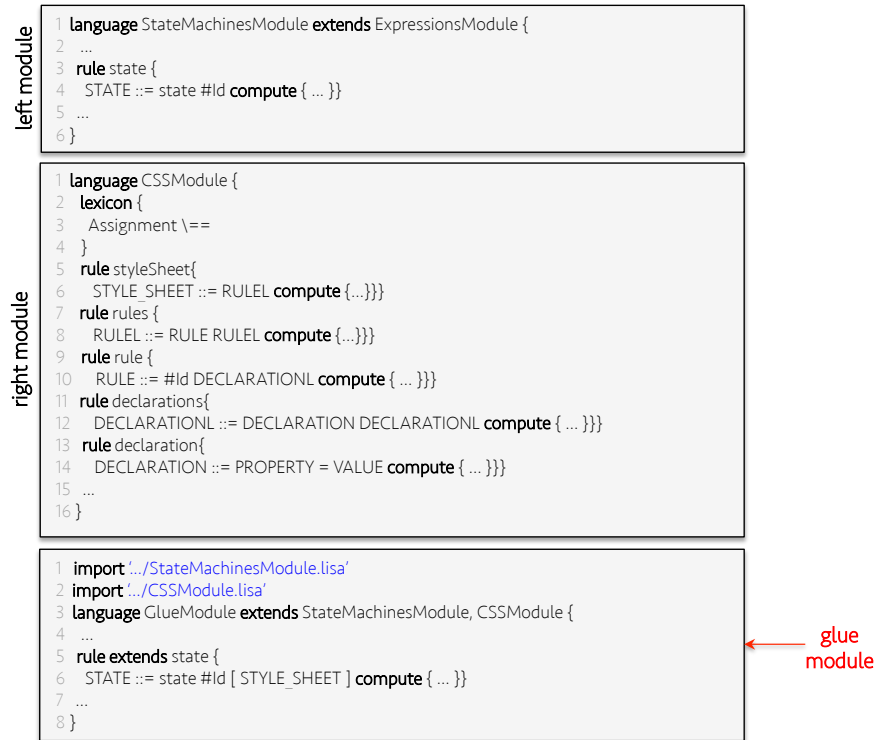 left module
1 language StateMachinesModule extends ExpressionsModule {
2 ...
3 rule state {
4 STATE ::= state #Id compute { ... }}
5 ...
6 }
right module
1 language CSSModule {
2 lexicon {
3 Assignment \==
4 }
5 rule styleSheet{
6 STYLE_SHEET ::= RULEL compute {...}}}
7 rule rules {
8 RULEL ::= RULE RULEL compute {...}}}
9 rule rule {
10 RULE ::= #Id DECLARATIONL compute { ... }}}
11 rule declarations{
12 DECLARATIONL ::= DECLARATION DECLARATIONL compute { ... }}}
13 rule declaration{
14 DECLARATION ::= PROPERTY = VALUE compute { ... }}}
15 ...
16 }
1 import ‘.../StateMachinesModule.lisa’
2 import ‘.../CSSModule.lisa’
3 language GlueModule extends StateMachinesModule, CSSModule {
4 ...
5 rule extends state {
6 STATE ::= state #Id [ STYLE_SHEET ] compute { ... }}
7 ...
8 }
glue
module